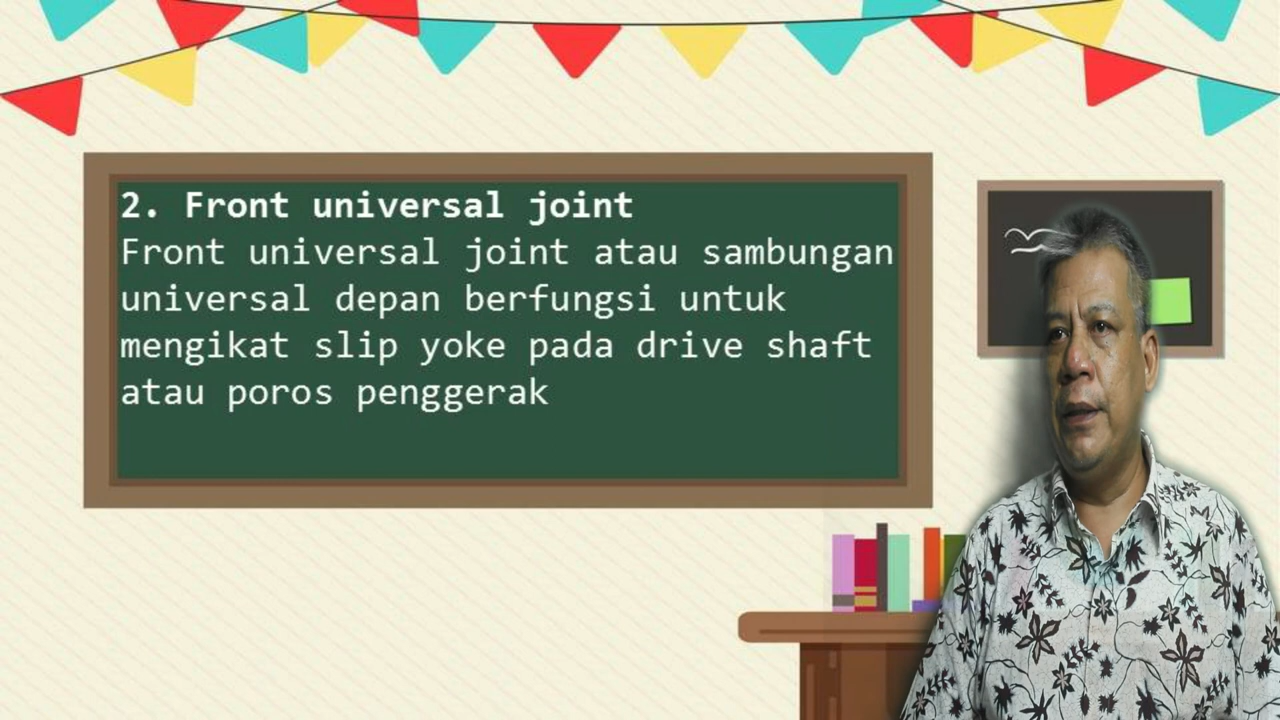 2. Front universal joint
Front universal joint atau sambungan
universal depan berfungsi untuk
mengikat slip yoke pada drive shaft
atau poros penggerak